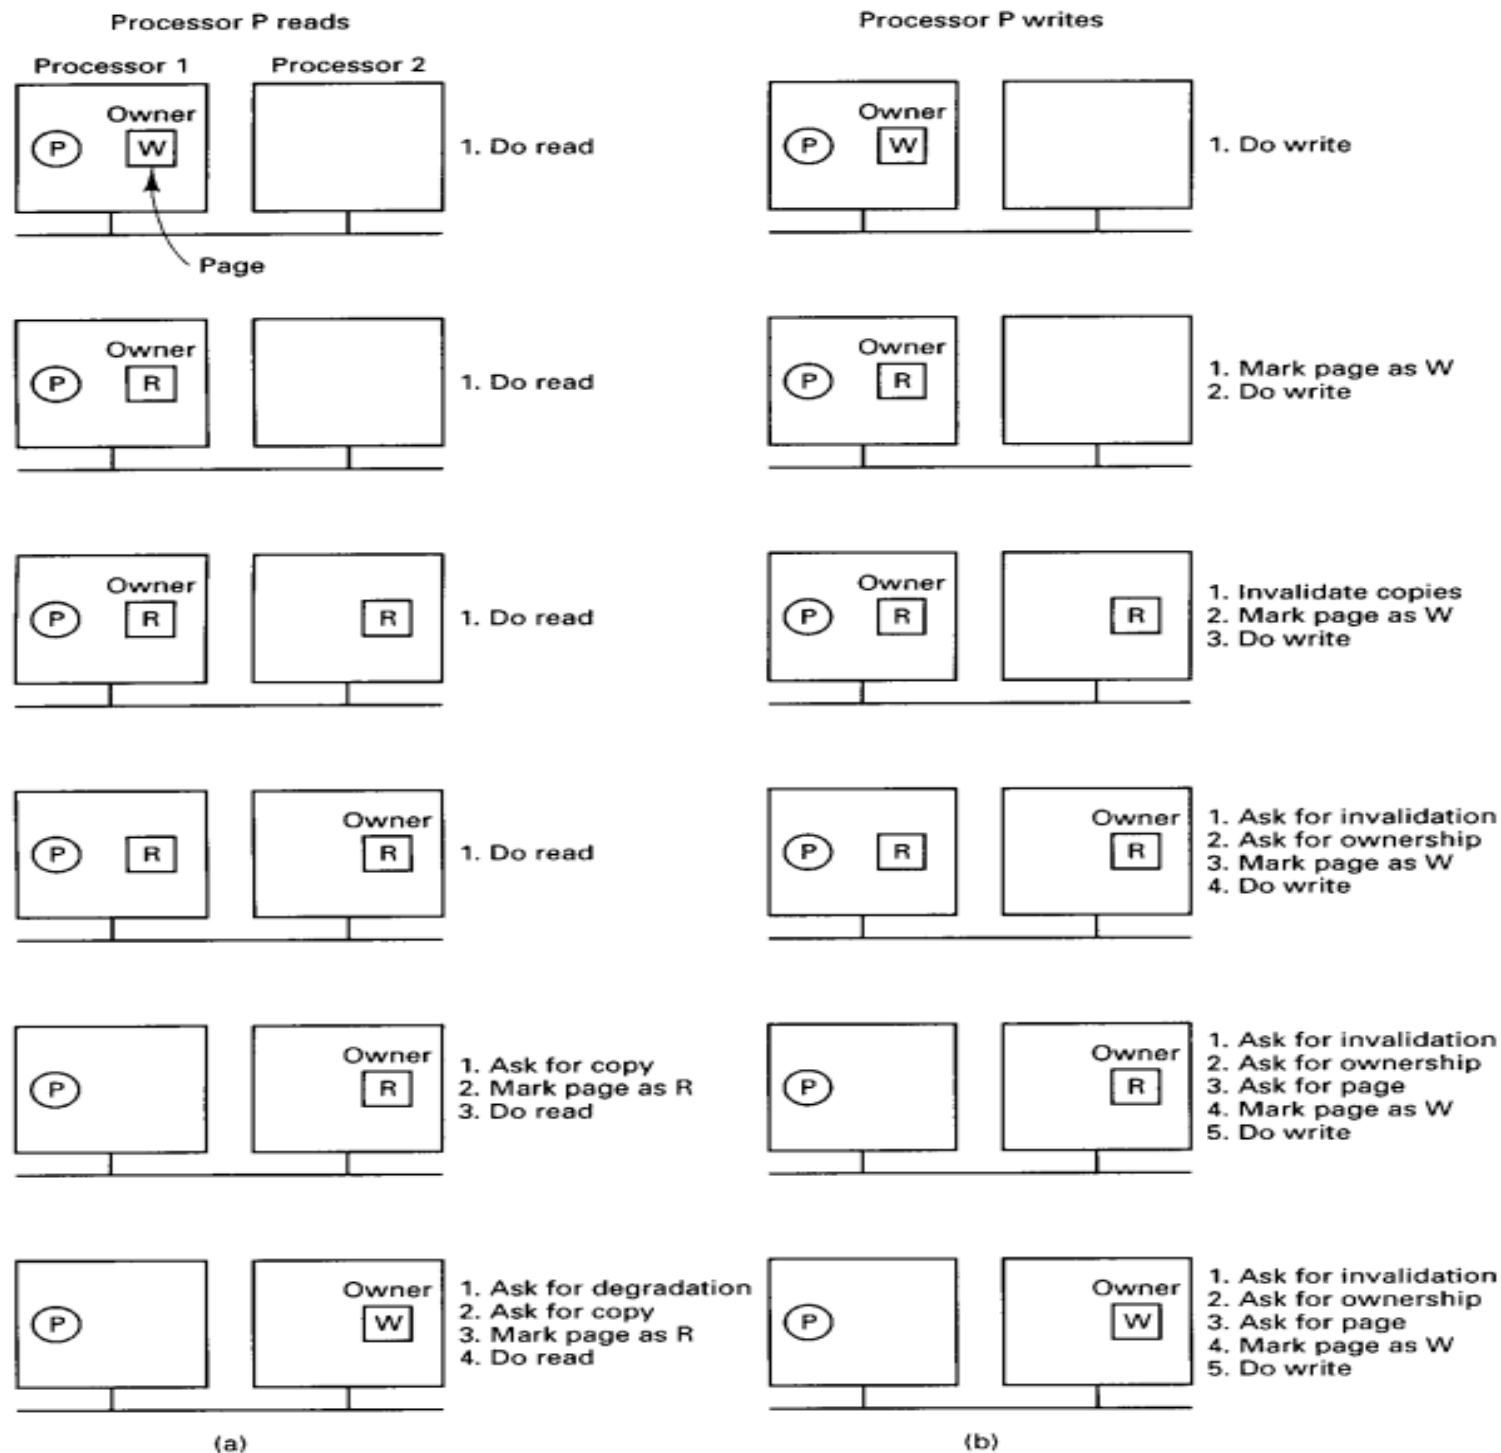 Processor P reads
Processor 1 Processor 2
Owner
P W
1. Do read
Page
Owner
P R
1. Do read
Owner
P R R
1. Do read
Owner
P R R
1. Do read
Owner
P R
1. Ask for copy
2. Mark page as R
3. Do read
Owner
P W
1. Ask for degradation
2. Ask for copy
3. Mark page as R
4. Do read
(a)
Processor P writes
Owner
P W
1. Do write
Owner
P R
1. Mark page as W
2. Do write
Owner
P R R
1. Invalidate copies
2. Mark page as W
3. Do write
Owner
P R R
1. Ask for invalidation
2. Ask for ownership
3. Mark page as W
4. Do write
Owner
P R
1. Ask for invalidation
2. Ask for ownership
3. Ask for page
4. Mark page as W
5. Do write
Owner
P W
1. Ask for invalidation
2. Ask for ownership
3. Ask for page
4. Mark page as W
5. Do write
(b)